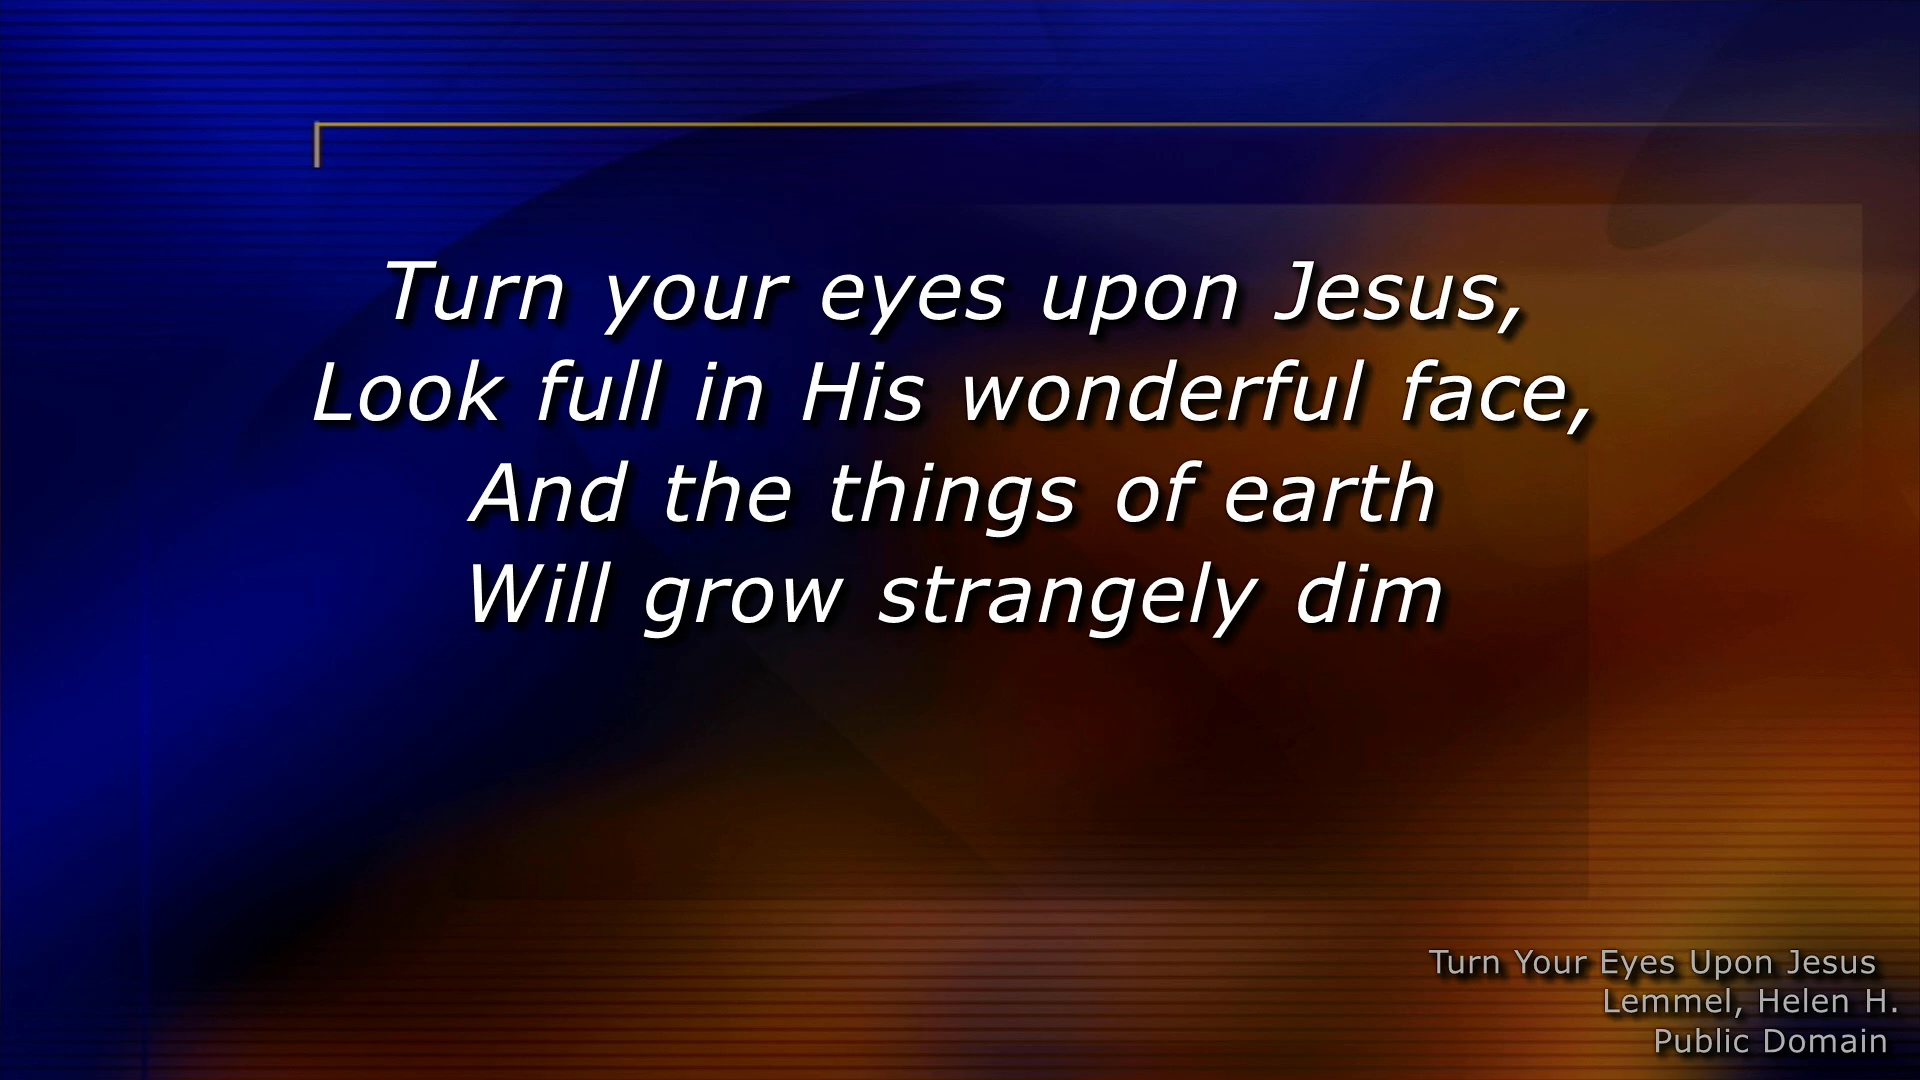 Turn your eyes upon Jesus,
Look full in His wonderful face,
And the things of earth
Will grow strangely dim
Turn Your Eyes Upon Jesus
Lemmel, Helen H.
Public Domain